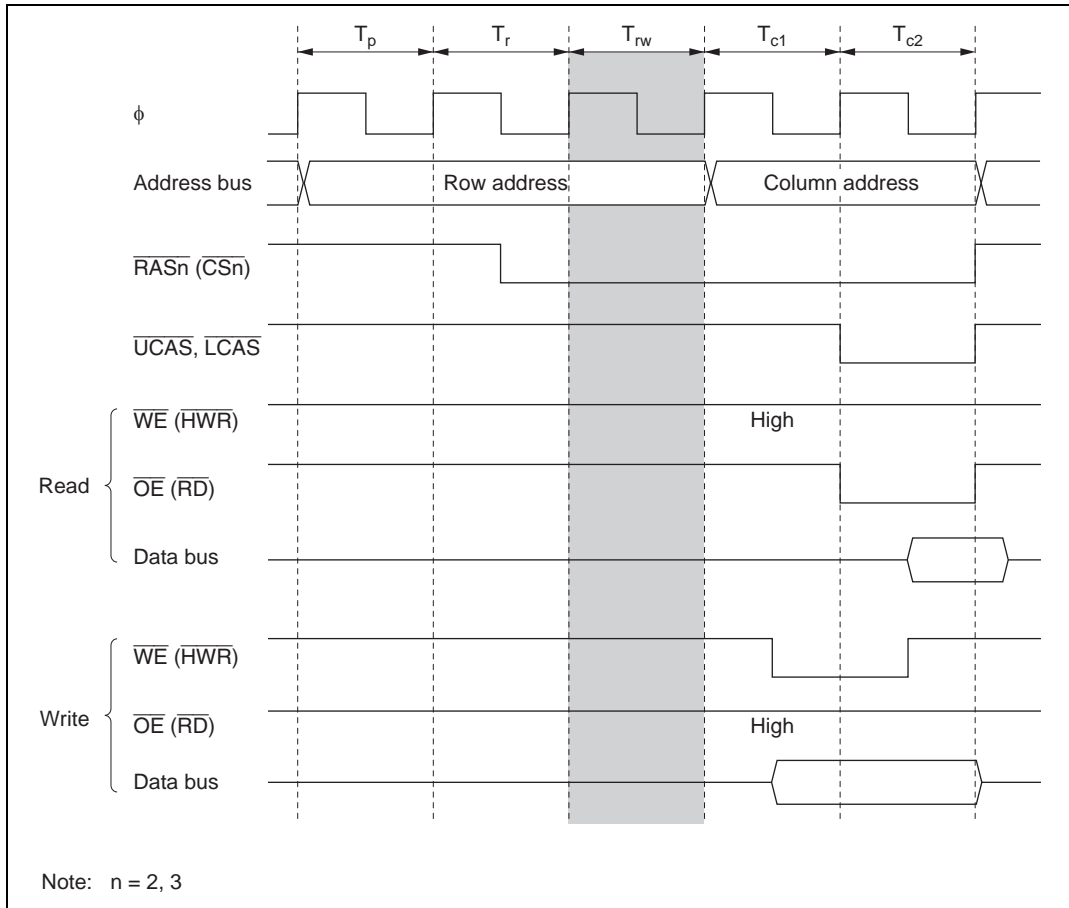 Tp Tr Trw Tc1 Tc2
ϕ
Address bus Row address Column address
RASn (CSn)
UCAS, LCAS
WE (HWR) High
Read OE (RD)
Data bus
WE (HWR)
Write OE (RD) High
Data bus
Note: n = 2, 3